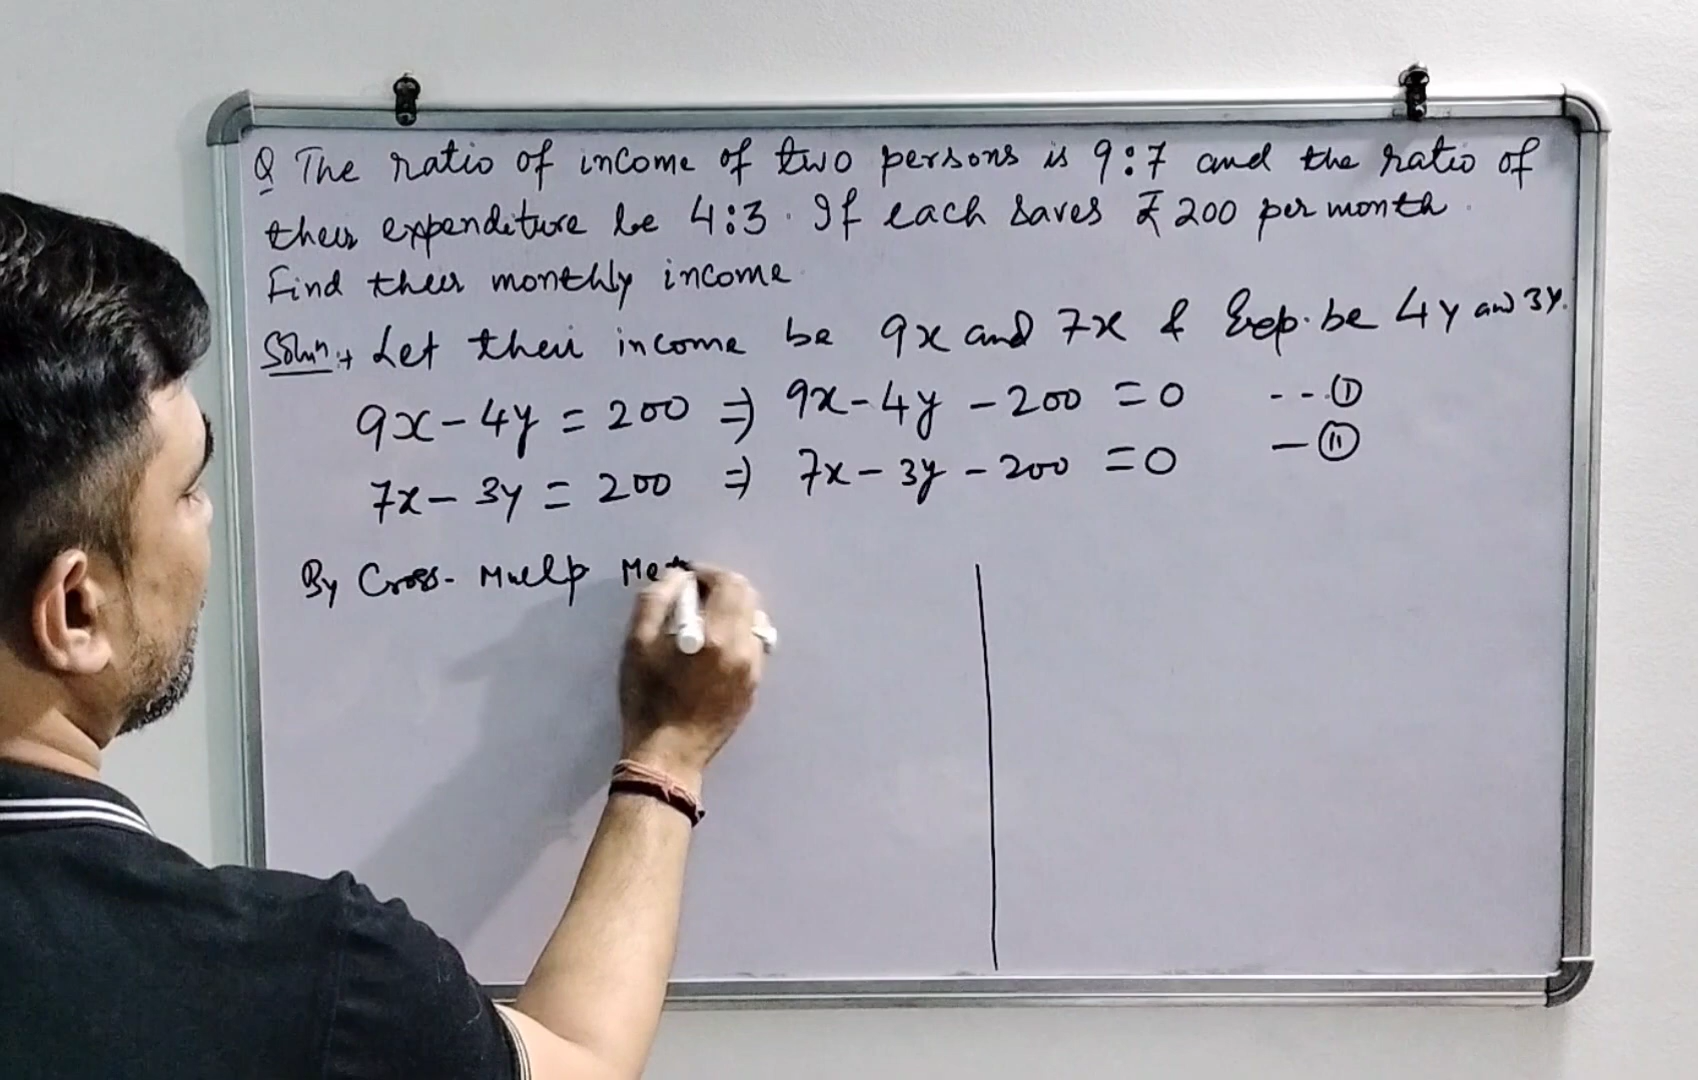 Q The ratio of income of two persons is 9:7 and the ratio of
their expenditure be 4:3. If each saves ₹ 200 per month.
Find their monthly income.
Soln:→ Let their income be 9x and 7x & Exp. be 4y and 3y.
9x - 4y = 200 ⇒ 9x - 4y - 200 = 0 --- (I)
7x - 3y = 200 ⇒ 7x - 3y - 200 = 0 — (II)
By Cross- Mulp Met